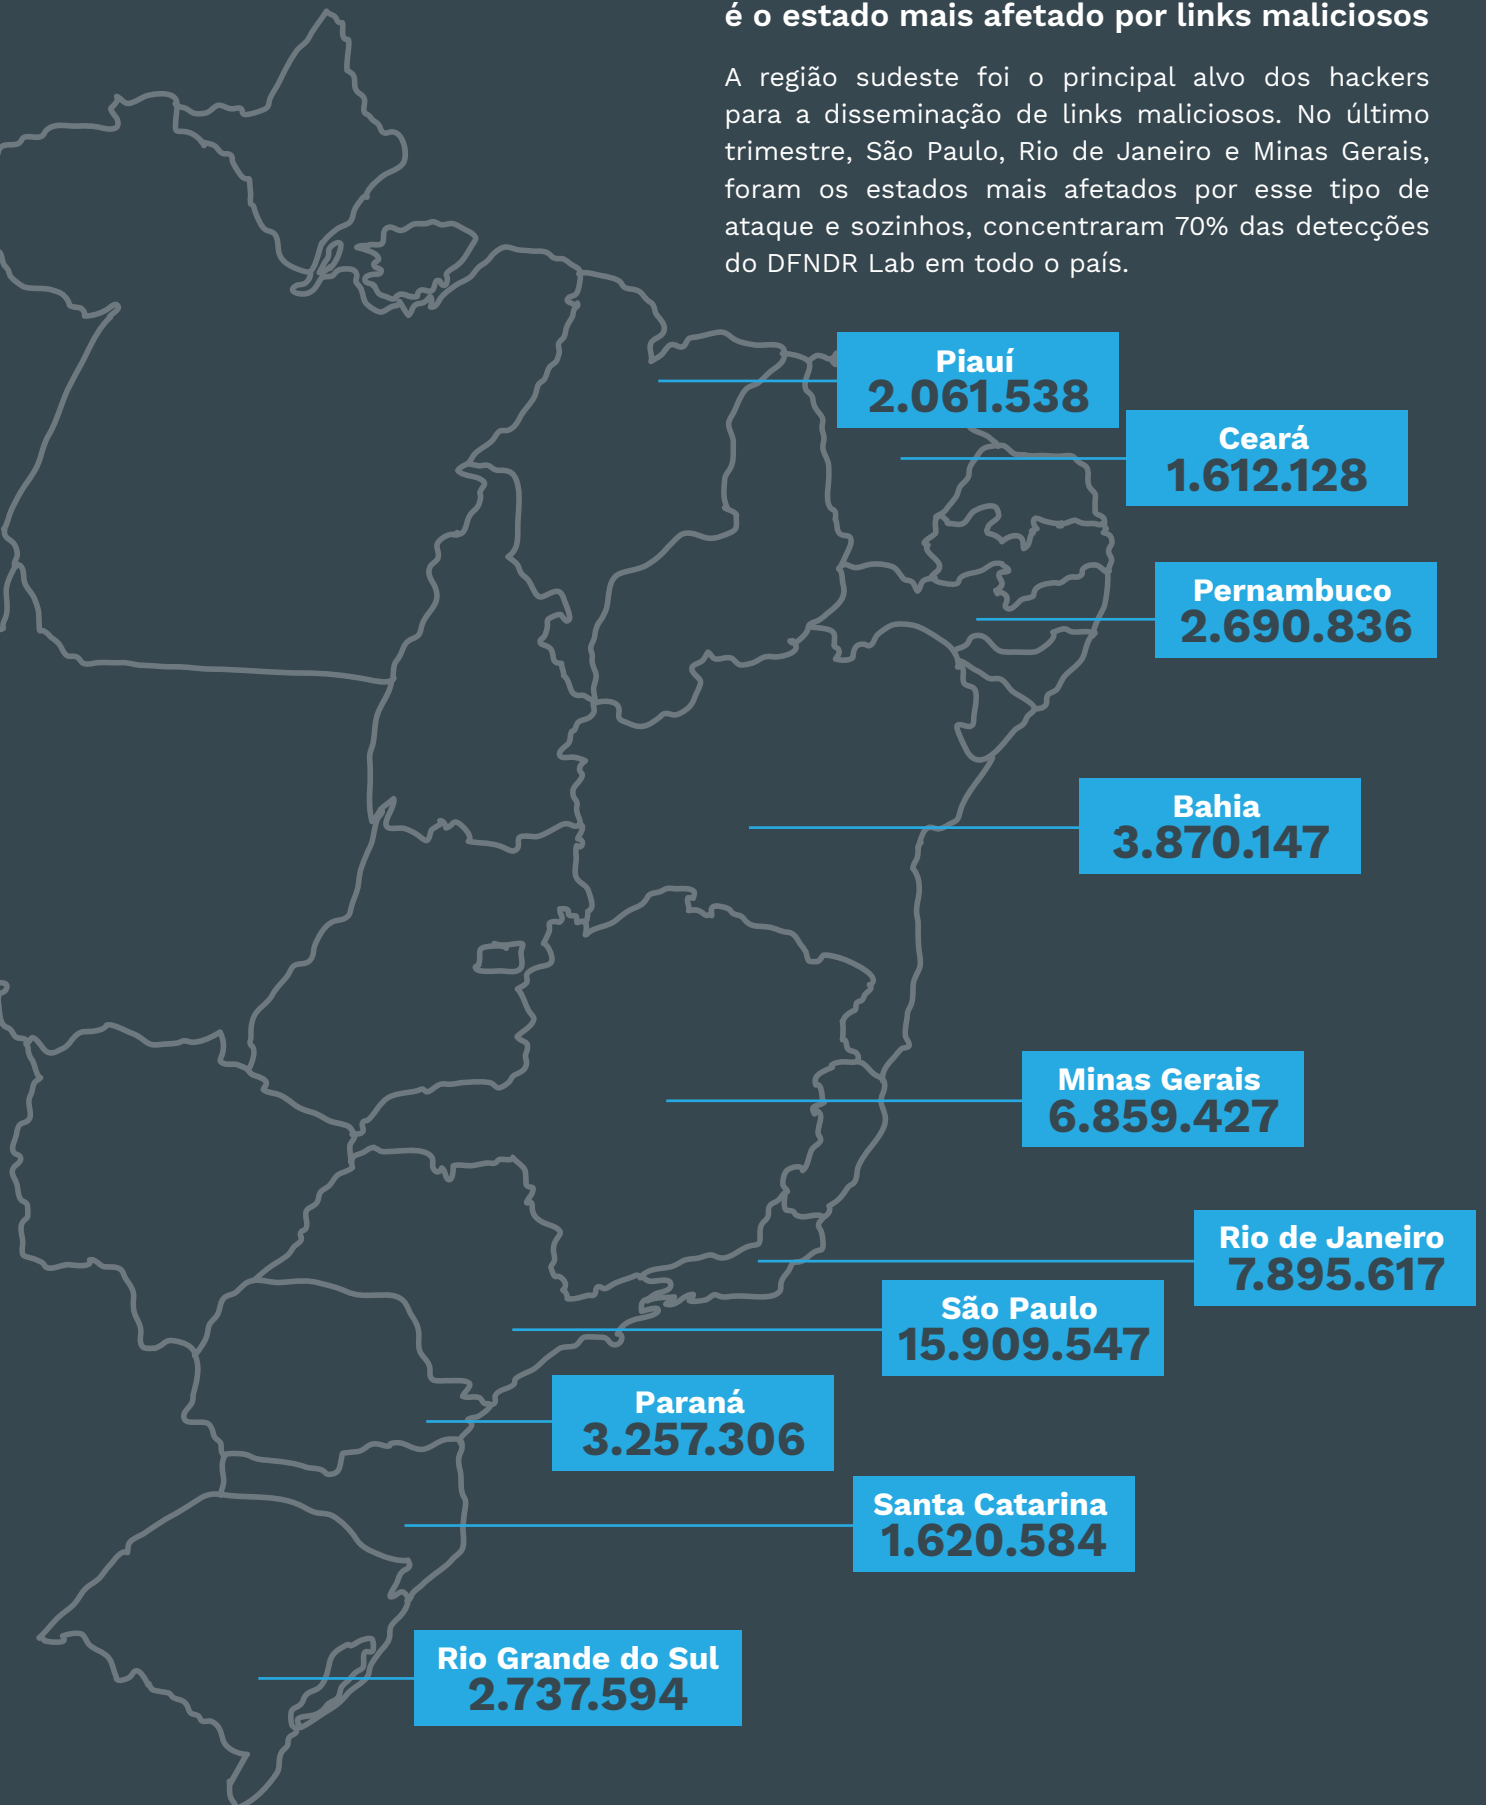 é o estado mais afetado por links maliciosos
A região sudeste foi o principal alvo dos hackers
para a disseminação de links maliciosos. No último
trimestre, São Paulo, Rio de Janeiro e Minas Gerais,
foram os estados mais afetados por esse tipo de
ataque e sozinhos, concentraram 70% das detecções
do DFNDR Lab em todo o país.
Piauí
2.061.538
Ceará
1.612.128
Pernambuco
2.690.836
Bahia
3.870.147
Minas Gerais
6.859.427
Rio de Janeiro
7.895.617
São Paulo
15.909.547
Paraná
3.257.306
Santa Catarina
1.620.584
Rio Grande do Sul
2.737.594